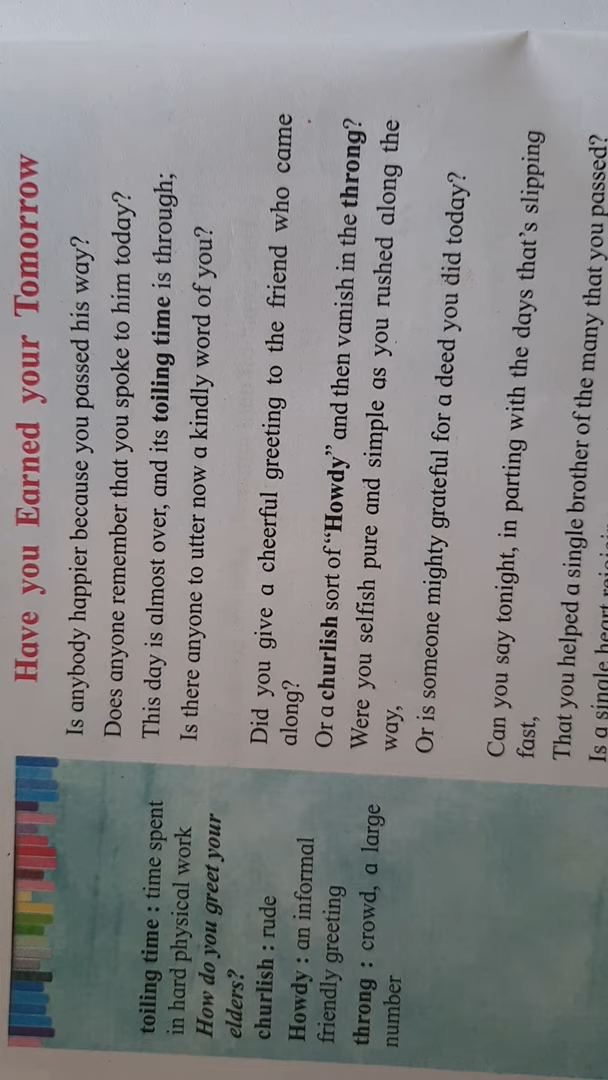 Have you Earned your Tomorrow
Is anybody happier because you passed his way?
Does anyone remember that you spoke to him today?
This day is almost over, and its toiling time is through;
Is there anyone to utter now a kindly word of you?
Did you give a cheerful greeting to the friend who came
along?
Or a churlish sort of “Howdy” and then vanish in the throng?
Were you selfish pure and simple as you rushed along the
way,
Or is someone mighty grateful for a deed you did today?
Can you say tonight, in parting with the days that’s slipping
fast,
That you helped a single brother of the many that you passed?
Is a single heart
toiling time : time spent
in hard physical work
How do you greet your
elders?
churlish : rude
Howdy : an informal
friendly greeting
throng : crowd, a large
number